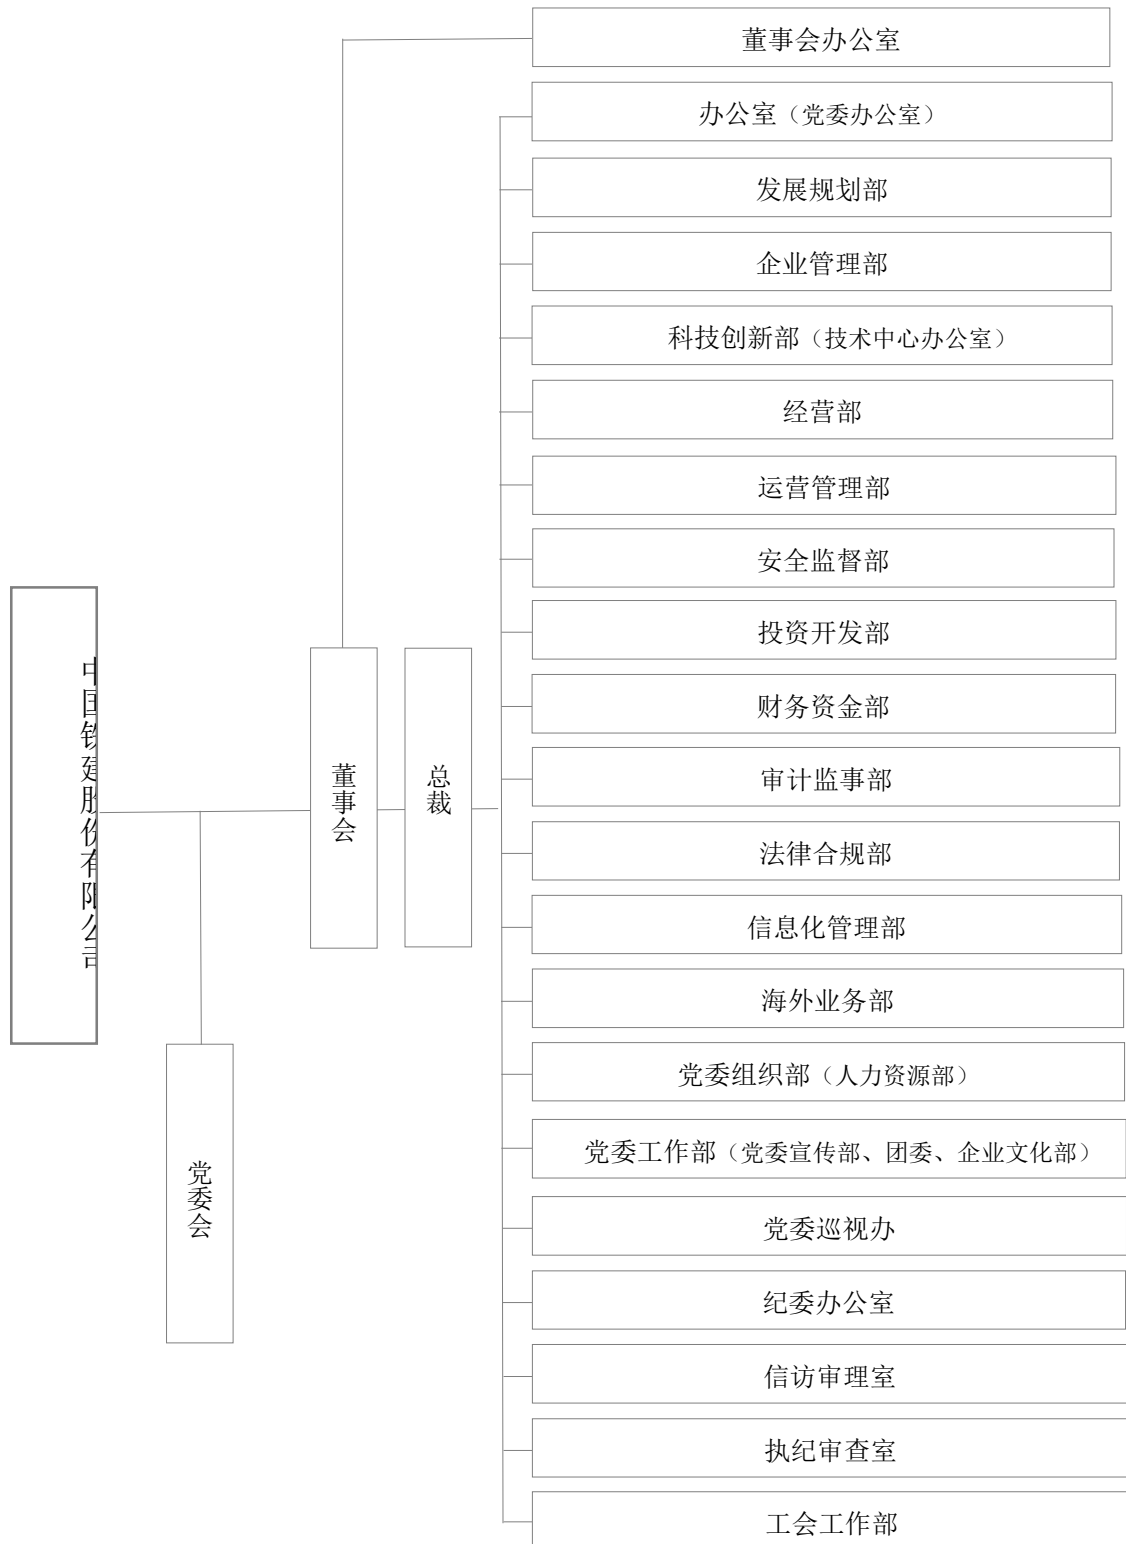 董事会办公室
办公室（党委办公室）
发展规划部
企业管理部
科技创新部（技术中心办公室）
经营部
运营管理部
安全监督部
投资开发部
财务资金部
审计监事部
法律合规部
信息化管理部
海外业务部
党委组织部（人力资源部）
党委工作部（党委宣传部、团委、企业文化部）
党委巡视办
纪委办公室
信访审理室
执纪审查室
工会工作部
中国铁建股份有限公司
董事会
总裁
党委会